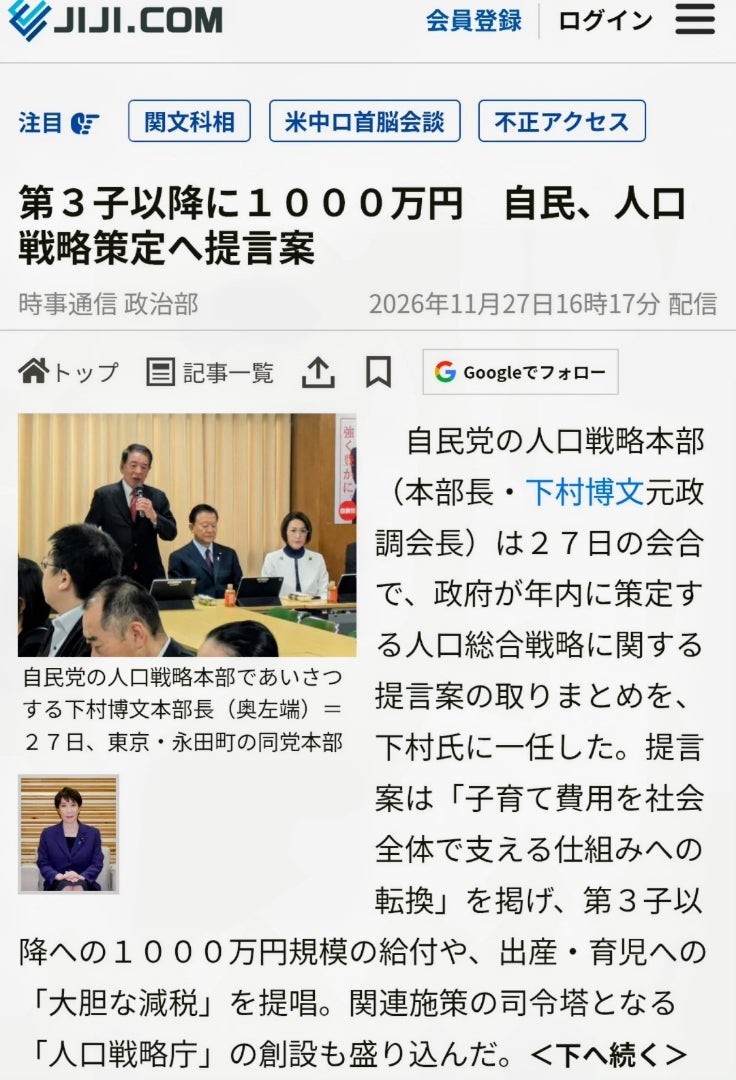 JIJI.COM
会員登録
ログイン
注目
関文科相
米中ロ首脳会談
不正アクセス
第３子以降に１０００万円　自民、人口
戦略策定へ提言案
時事通信 政治部
2026年11月27日16時17分 配信
トップ
記事一覧
Googleでフォロー
強く豊かに
自民党の人口戦略本部であいさつ
する下村博文本部長（奥左端）＝
２７日、東京・永田町の同党本部
　自民党の人口戦略本部
（本部長・下村博文元政
調会長）は２７日の会合
で、政府が年内に策定す
る人口総合戦略に関する
提言案の取りまとめを、
下村氏に一任した。提言
案は「子育て費用を社会
全体で支える仕組みへの
転換」を掲げ、第３子以
降への１０００万円規模の給付や、出産・育児への
「大胆な減税」を提唱。関連施策の司令塔となる
「人口戦略庁」の創設も盛り込んだ。＜下へ続く＞